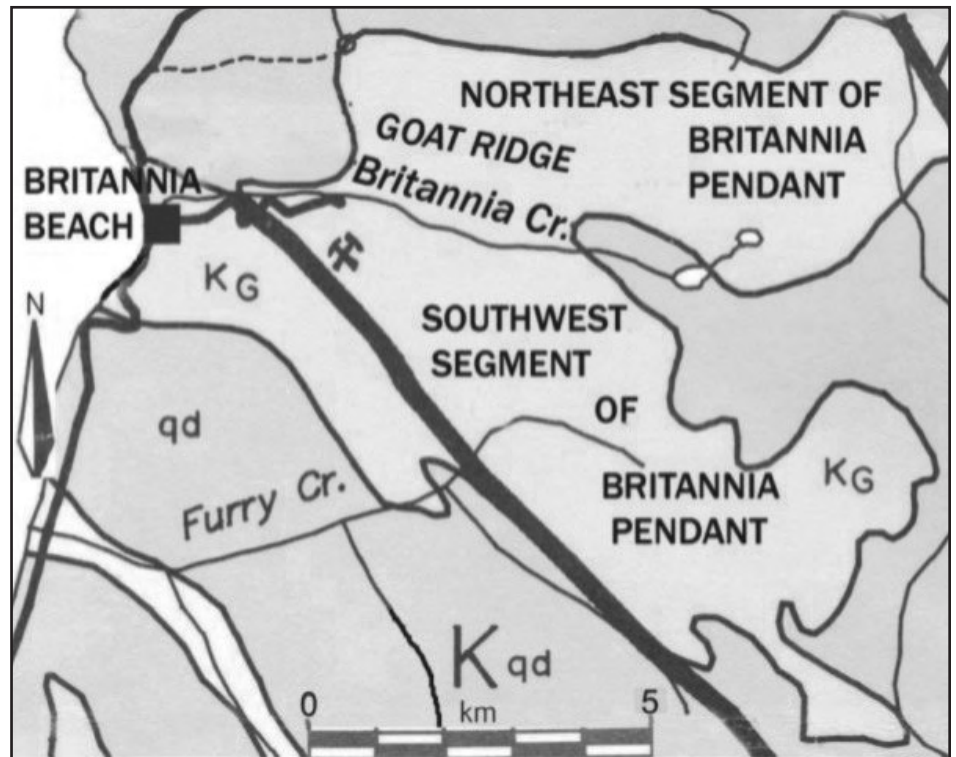 NORTHEAST SEGMENT OF
BRITANNIA
PENDANT
GOAT RIDGE
Britannia Cr.
BRITANNIA
BEACH
KG
N
SOUTHWEST
SEGMENT
OF
BRITANNIA
PENDANT
KG
qd
Furry Cr.
Kqd
0
5
km